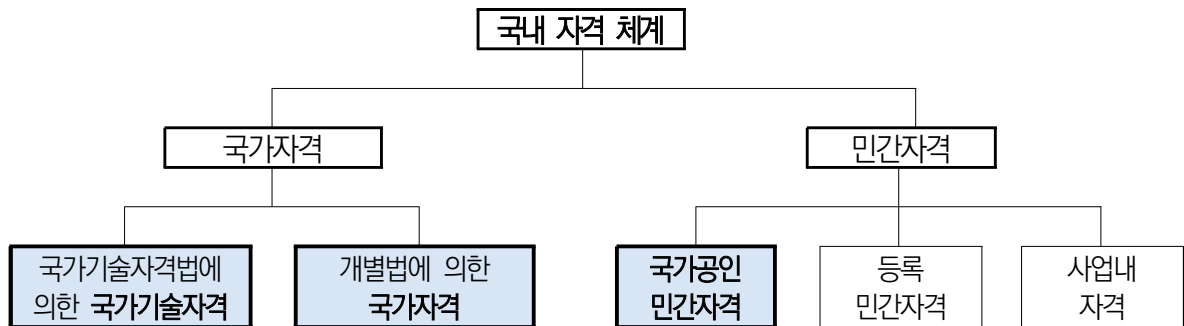 국내 자격 체계
국가자격
민간자격
국가기술자격법에
의한 국가기술자격
개별법에 의한
국가자격
국가공인
민간자격
등록
민간자격
사업내
자격